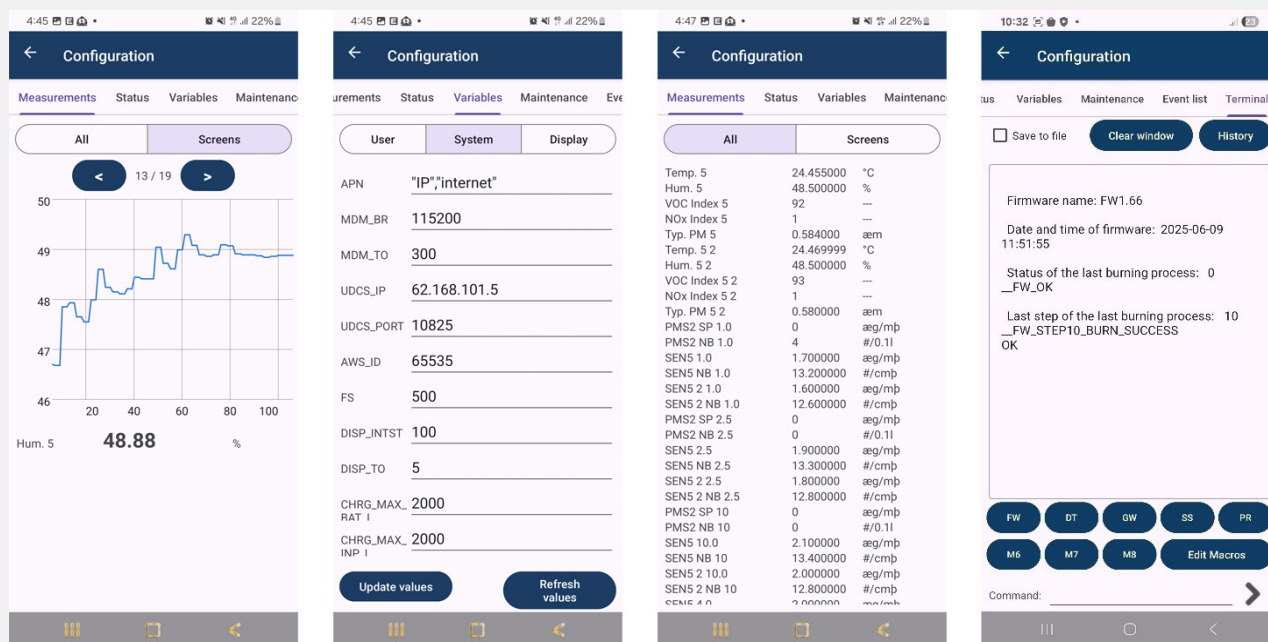 4:45
22%
Configuration
Measurements Status Variables Maintenanc
All Screens
< 13 / 19 >
50
49
48
47
46
20 40 60 80 100
Hum. 5 48.88 %
4:45
22%
Configuration
urements Status Variables Maintenance Eve
User System Display
APN "IP","internet"
MDM_BR 115200
MDM_TO 300
UDCS_IP 62.168.101.5
UDCS_PORT 10825
AWS_ID 65535
FS 500
DISP_INTST 100
DISP_TO 5
CHRG_MAX_ 2000
BAT_I
CHRG_MAX_ 2000
INP_I
Update values Refresh
values
4:47
22%
Configuration
Measurements Status Variables Maintenanc
All Screens
Temp. 5 24.455000 °C
Hum. 5 48.500000 %
VOC Index 5 92 ---
NOx Index 5 1 ---
Typ. PM 5 0.584000 æm
Temp. 5 2 24.469999 °C
Hum. 5 2 48.500000 %
VOC Index 5 2 93 ---
NOx Index 5 2 1 ---
Typ. PM 5 2 0.580000 æm
PMS2 SP 1.0 0 æg/mþ
PMS2 NB 1.0 4 #/0.1l
SEN5 1.0 1.700000 æg/mþ
SEN5 NB 1.0 13.200000 #/cmþ
SEN5 2 1.0 1.600000 æg/mþ
SEN5 2 NB 1.0 12.600000 #/cmþ
PMS2 SP 2.5 0 æg/mþ
PMS2 NB 2.5 0 #/0.1l
SEN5 2.5 1.900000 æg/mþ
SEN5 NB 2.5 13.300000 #/cmþ
SEN5 2 2.5 1.800000 æg/mþ
SEN5 2 NB 2.5 12.800000 #/cmþ
PMS2 SP 10 0 æg/mþ
PMS2 NB 10 0 #/0.1l
SEN5 10.0 2.100000 æg/mþ
SEN5 NB 10 13.400000 #/cmþ
SEN5 2 10.0 2.000000 æg/mþ
SEN5 2 NB 10 12.800000 #/cmþ
SEN5 4.0 2.000000 æg/mþ
10:32
23
Configuration
tus Variables Maintenance Event list Terminal
Save to file Clear window History
Firmware name: FW1.66
Date and time of firmware: 2025-06-09
11:51:55
Status of the last burning process: 0
__FW_OK
Last step of the last burning process: 10
__FW_STEP10_BURN_SUCCESS
OK
FW DT GW SS PR
M6 M7 M8 Edit Macros
Command: